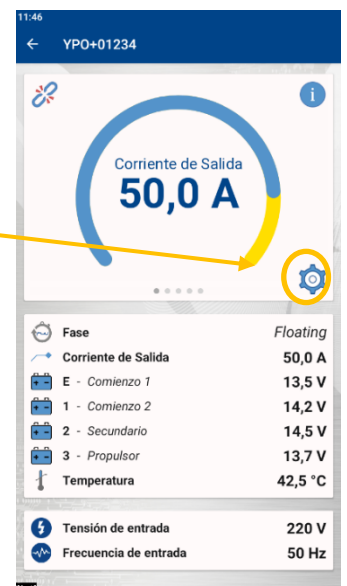 11:46
YPO+01234
i
Corriente de Salida
50,0 A
Fase Floating
Corriente de Salida 50,0 A
E - Comienzo 1 13,5 V
1 - Comienzo 2 14,2 V
2 - Secundario 14,5 V
3 - Propulsor 13,7 V
Temperatura 42,5 °C
Tensión de entrada 220 V
Frecuencia de entrada 50 Hz